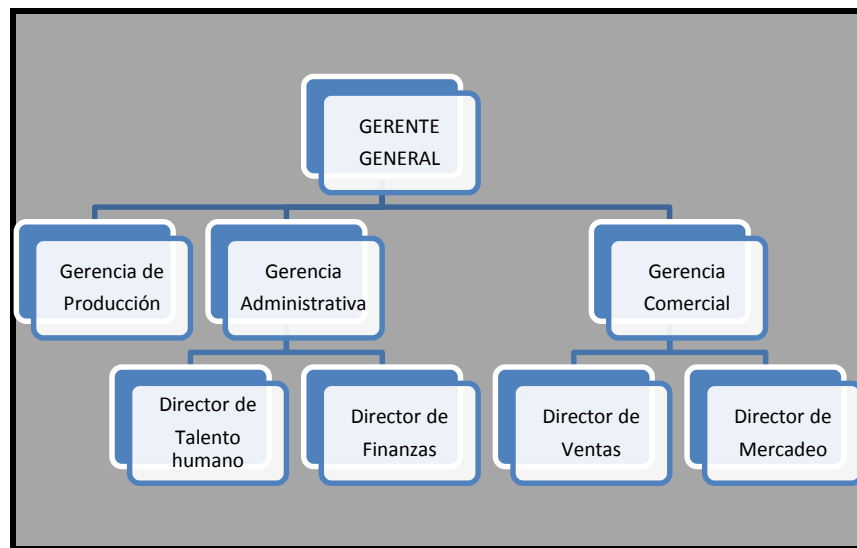 GERENTE
GENERAL
Gerencia de
Producción
Gerencia
Administrativa
Gerencia
Comercial
Director de
Talento
humano
Director de
Finanzas
Director de
Ventas
Director de
Mercadeo